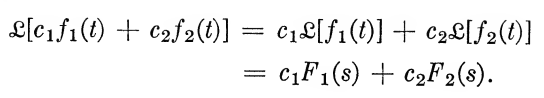 ℒ[c₁f₁(t) + c₂f₂(t)] = c₁ℒ[f₁(t)] + c₂ℒ[f₂(t)]
= c₁F₁(s) + c₂F₂(s).